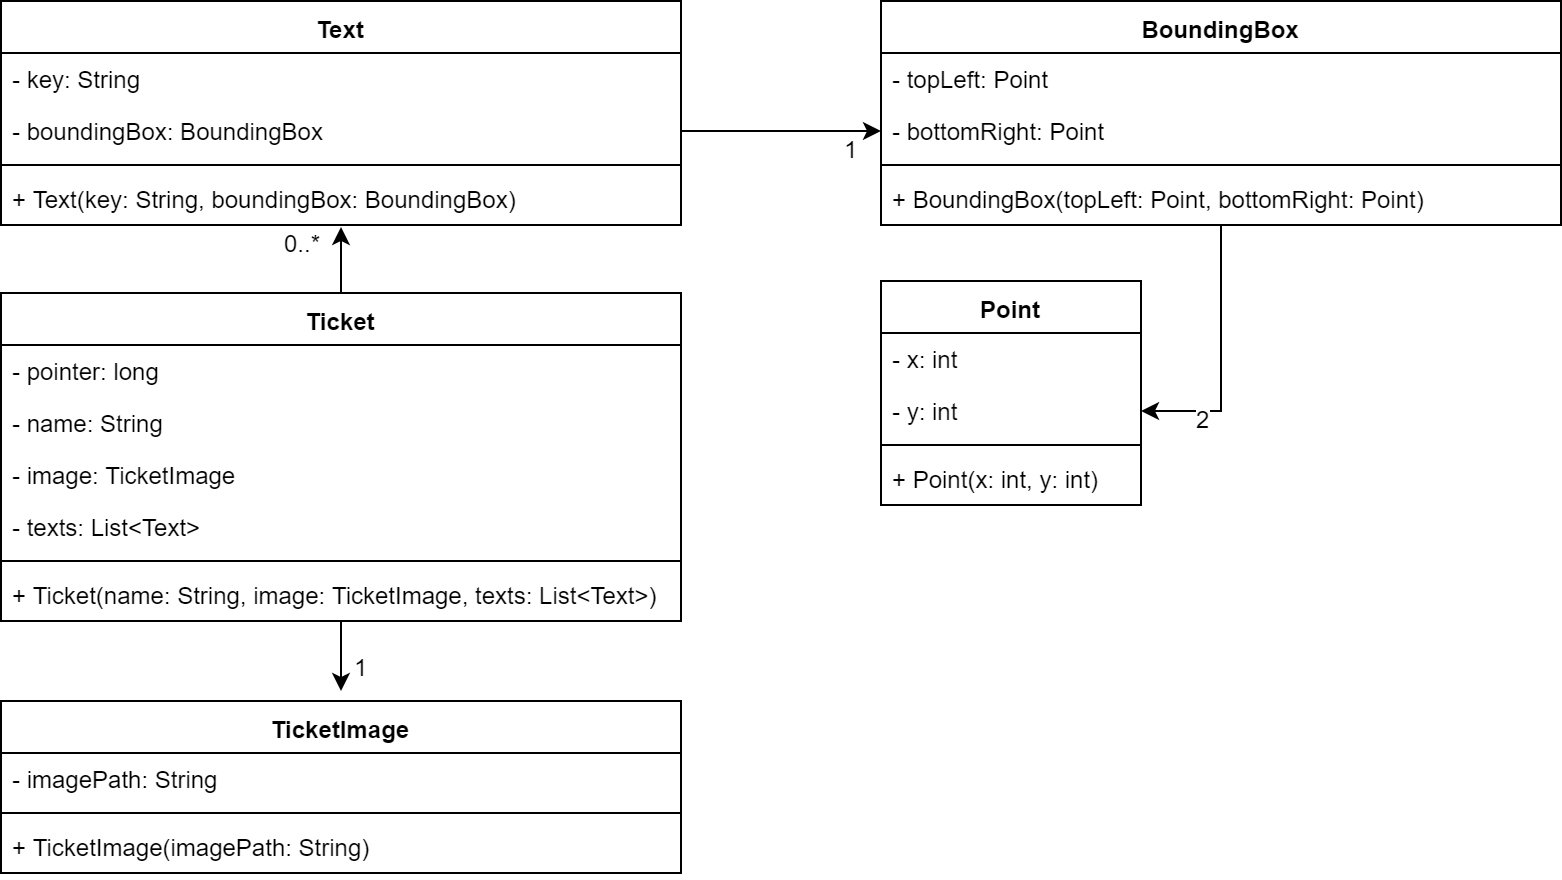 Text
- key: String
- boundingBox: BoundingBox
+ Text(key: String, boundingBox: BoundingBox)
1
BoundingBox
- topLeft: Point
- bottomRight: Point
+ BoundingBox(topLeft: Point, bottomRight: Point)
0..*
Ticket
- pointer: long
- name: String
- image: TicketImage
- texts: List<Text>
+ Ticket(name: String, image: TicketImage, texts: List<Text>)
Point
- x: int
- y: int
+ Point(x: int, y: int)
2
1
TicketImage
- imagePath: String
+ TicketImage(imagePath: String)